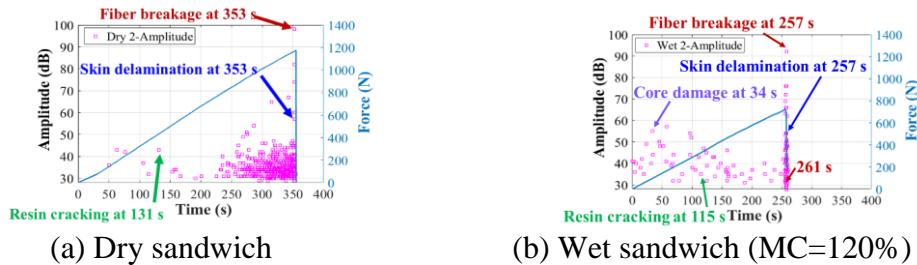 Fiber breakage at 353 s
100
90
80
70
60
50
40
30
Amplitude (dB)
Dry 2-Amplitude
Skin delamination at 353 s
1400
1200
1000
800
600
400
200
0
Force (N)
0 50 100 150 200 250 300 350 400
Resin cracking at 131 s
Time (s)
(a) Dry sandwich
Fiber breakage at 257 s
100
90
80
70
60
50
40
30
Amplitude (dB)
Wet 2-Amplitude
Skin delamination at 257 s
Core damage at 34 s
261 s
1400
1200
1000
800
600
400
200
0
Force (N)
0 50 100 150 200 250 300 350 400
Resin cracking at 115 s
Time (s)
(b) Wet sandwich (MC=120%)